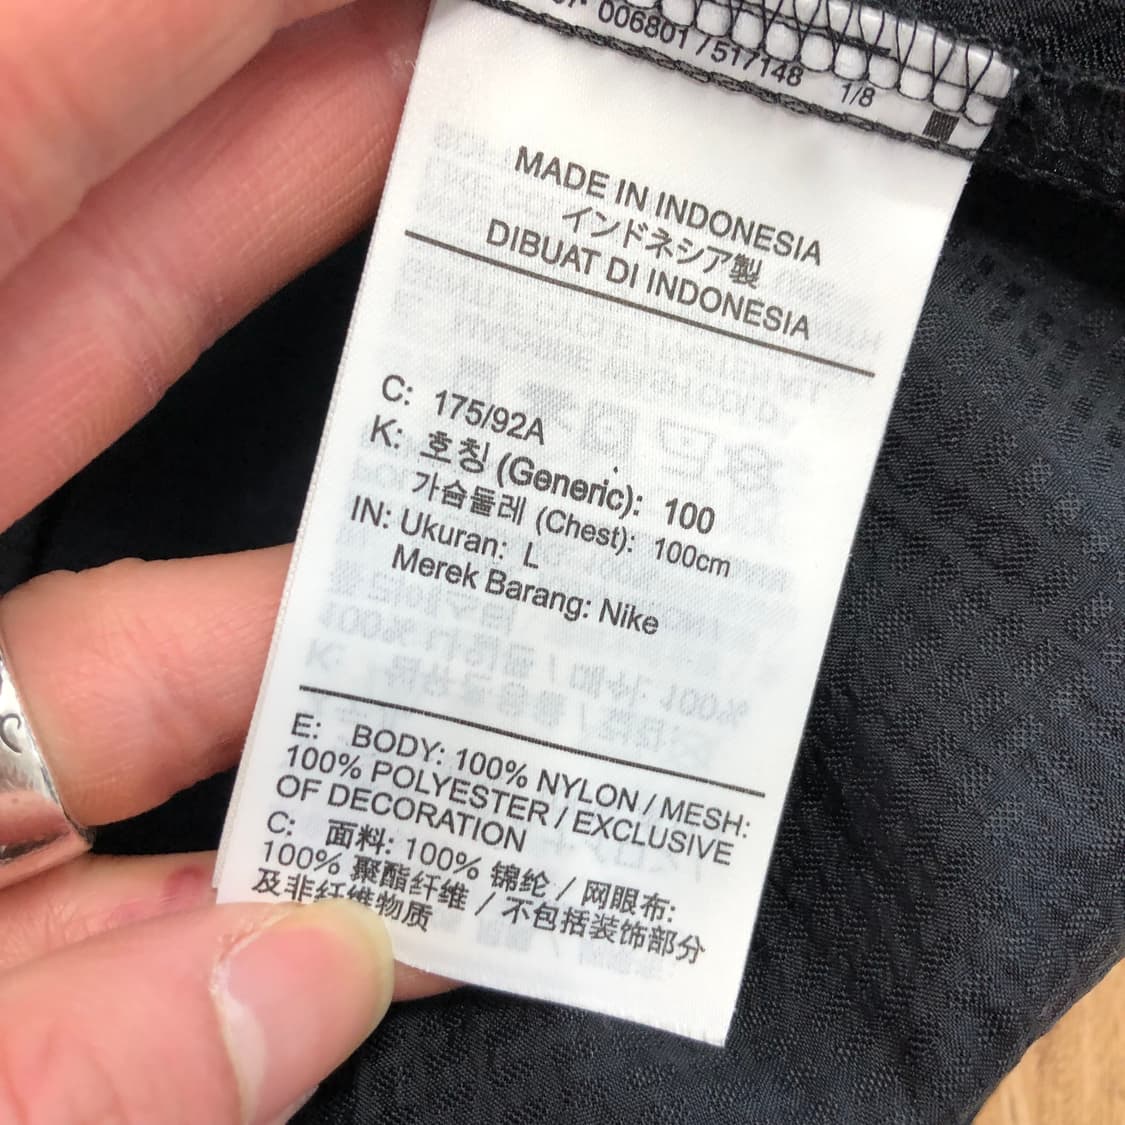 006801 / 517148 1/8
MADE IN INDONESIA
インドネシア製
DIBUAT DI INDONESIA
C: 175/92A
K: 호칭 (Generic): 100
가슴둘레 (Chest): 100cm
IN: Ukuran: L
Merek Barang: Nike
E: BODY: 100% NYLON / MESH:
100% POLYESTER / EXCLUSIVE
OF DECORATION
C: 面料: 100% 锦纶 / 网眼布:
100% 聚酯纤维 / 不包括装饰部分
及非纤维物质